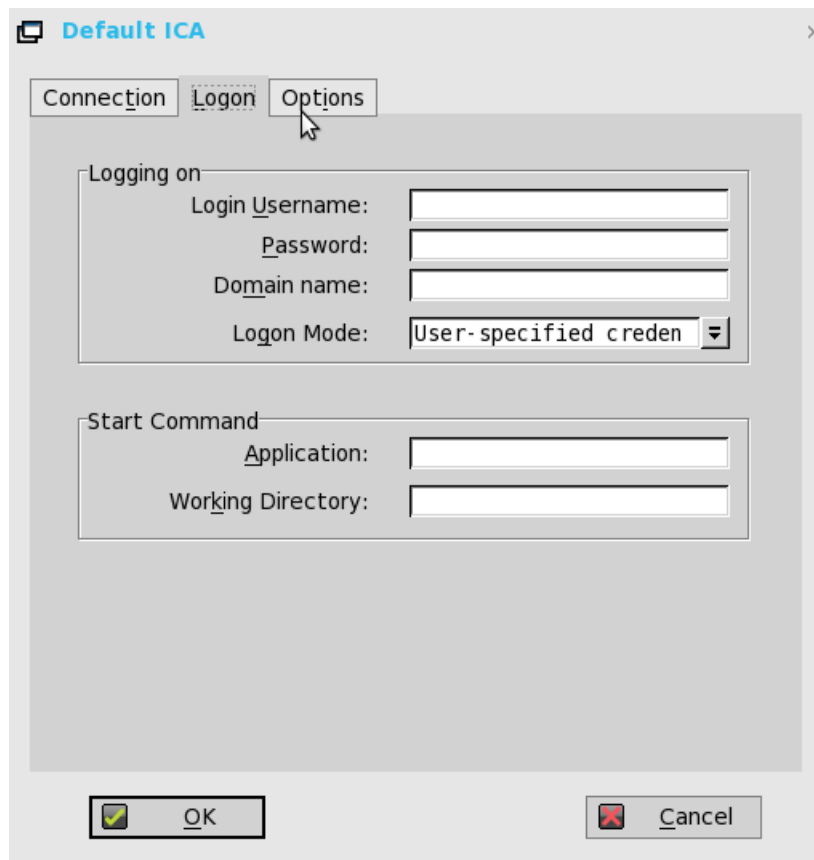 Default ICA
Connection Logon Options
Logging on
Login Username:
Password:
Domain name:
Logon Mode: User-specified creden
Start Command
Application:
Working Directory:
OK Cancel